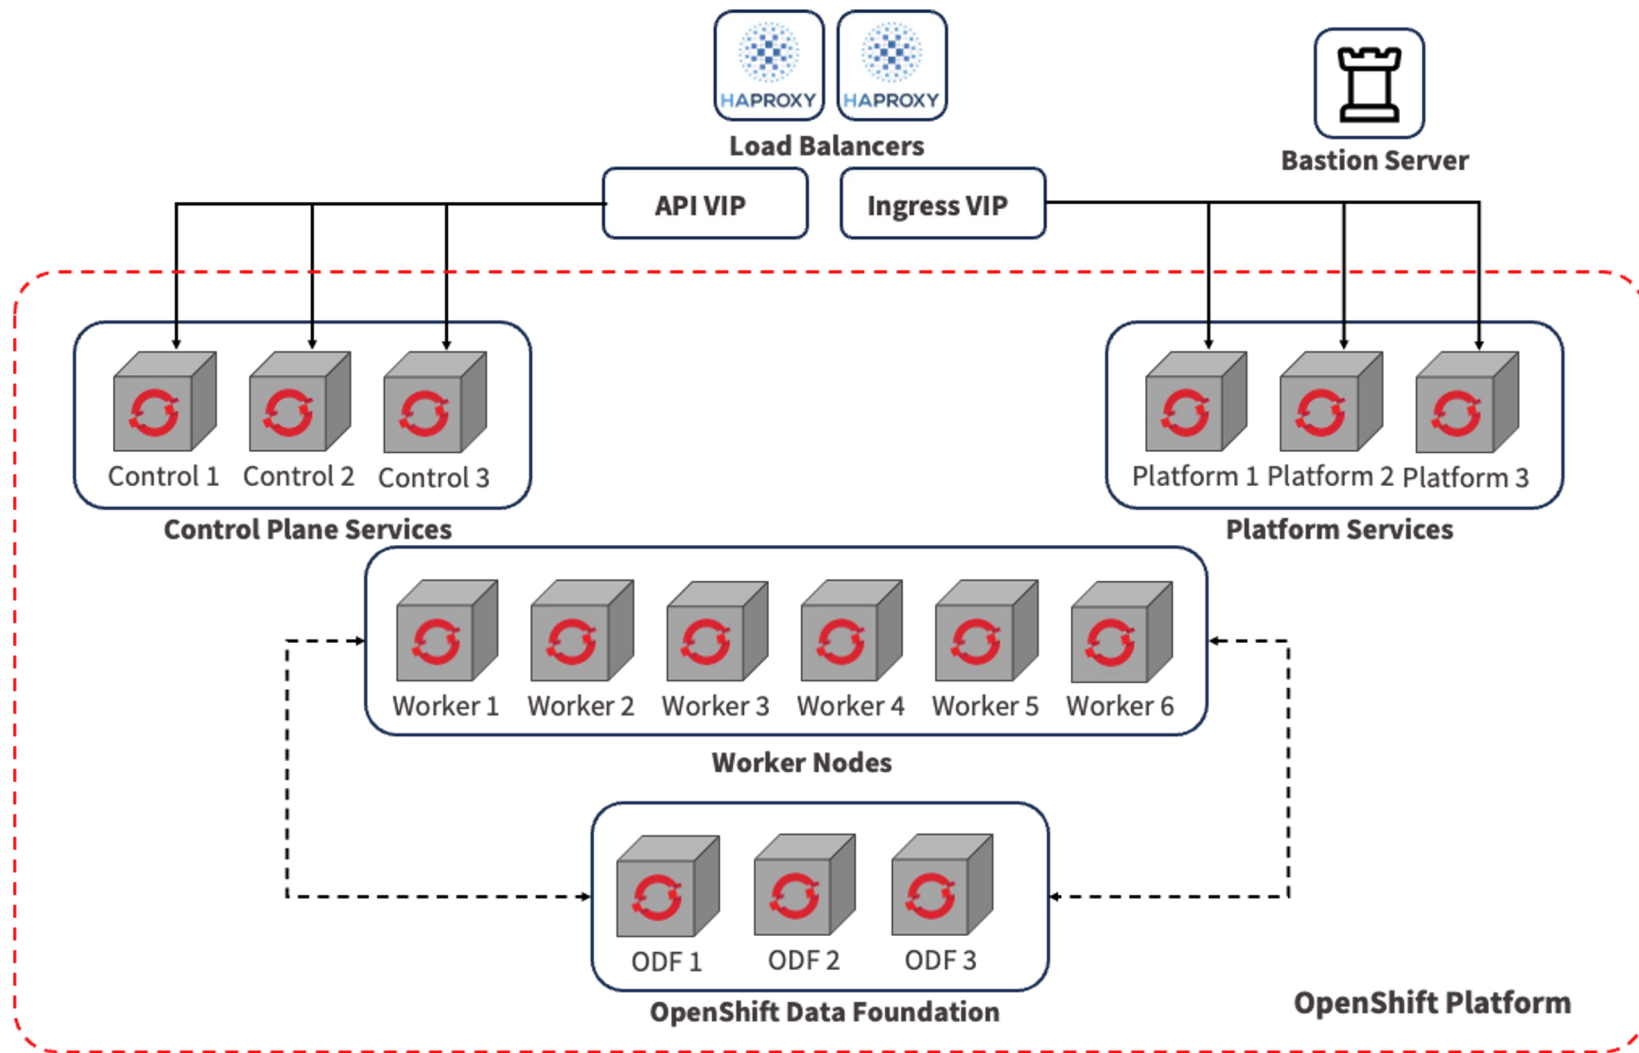 HAPROXY HAPROXY
Load Balancers
Bastion Server
API VIP
Ingress VIP
Control 1 Control 2 Control 3
Control Plane Services
Platform 1 Platform 2 Platform 3
Platform Services
Worker 1 Worker 2 Worker 3 Worker 4 Worker 5 Worker 6
Worker Nodes
ODF 1 ODF 2 ODF 3
OpenShift Data Foundation
OpenShift Platform